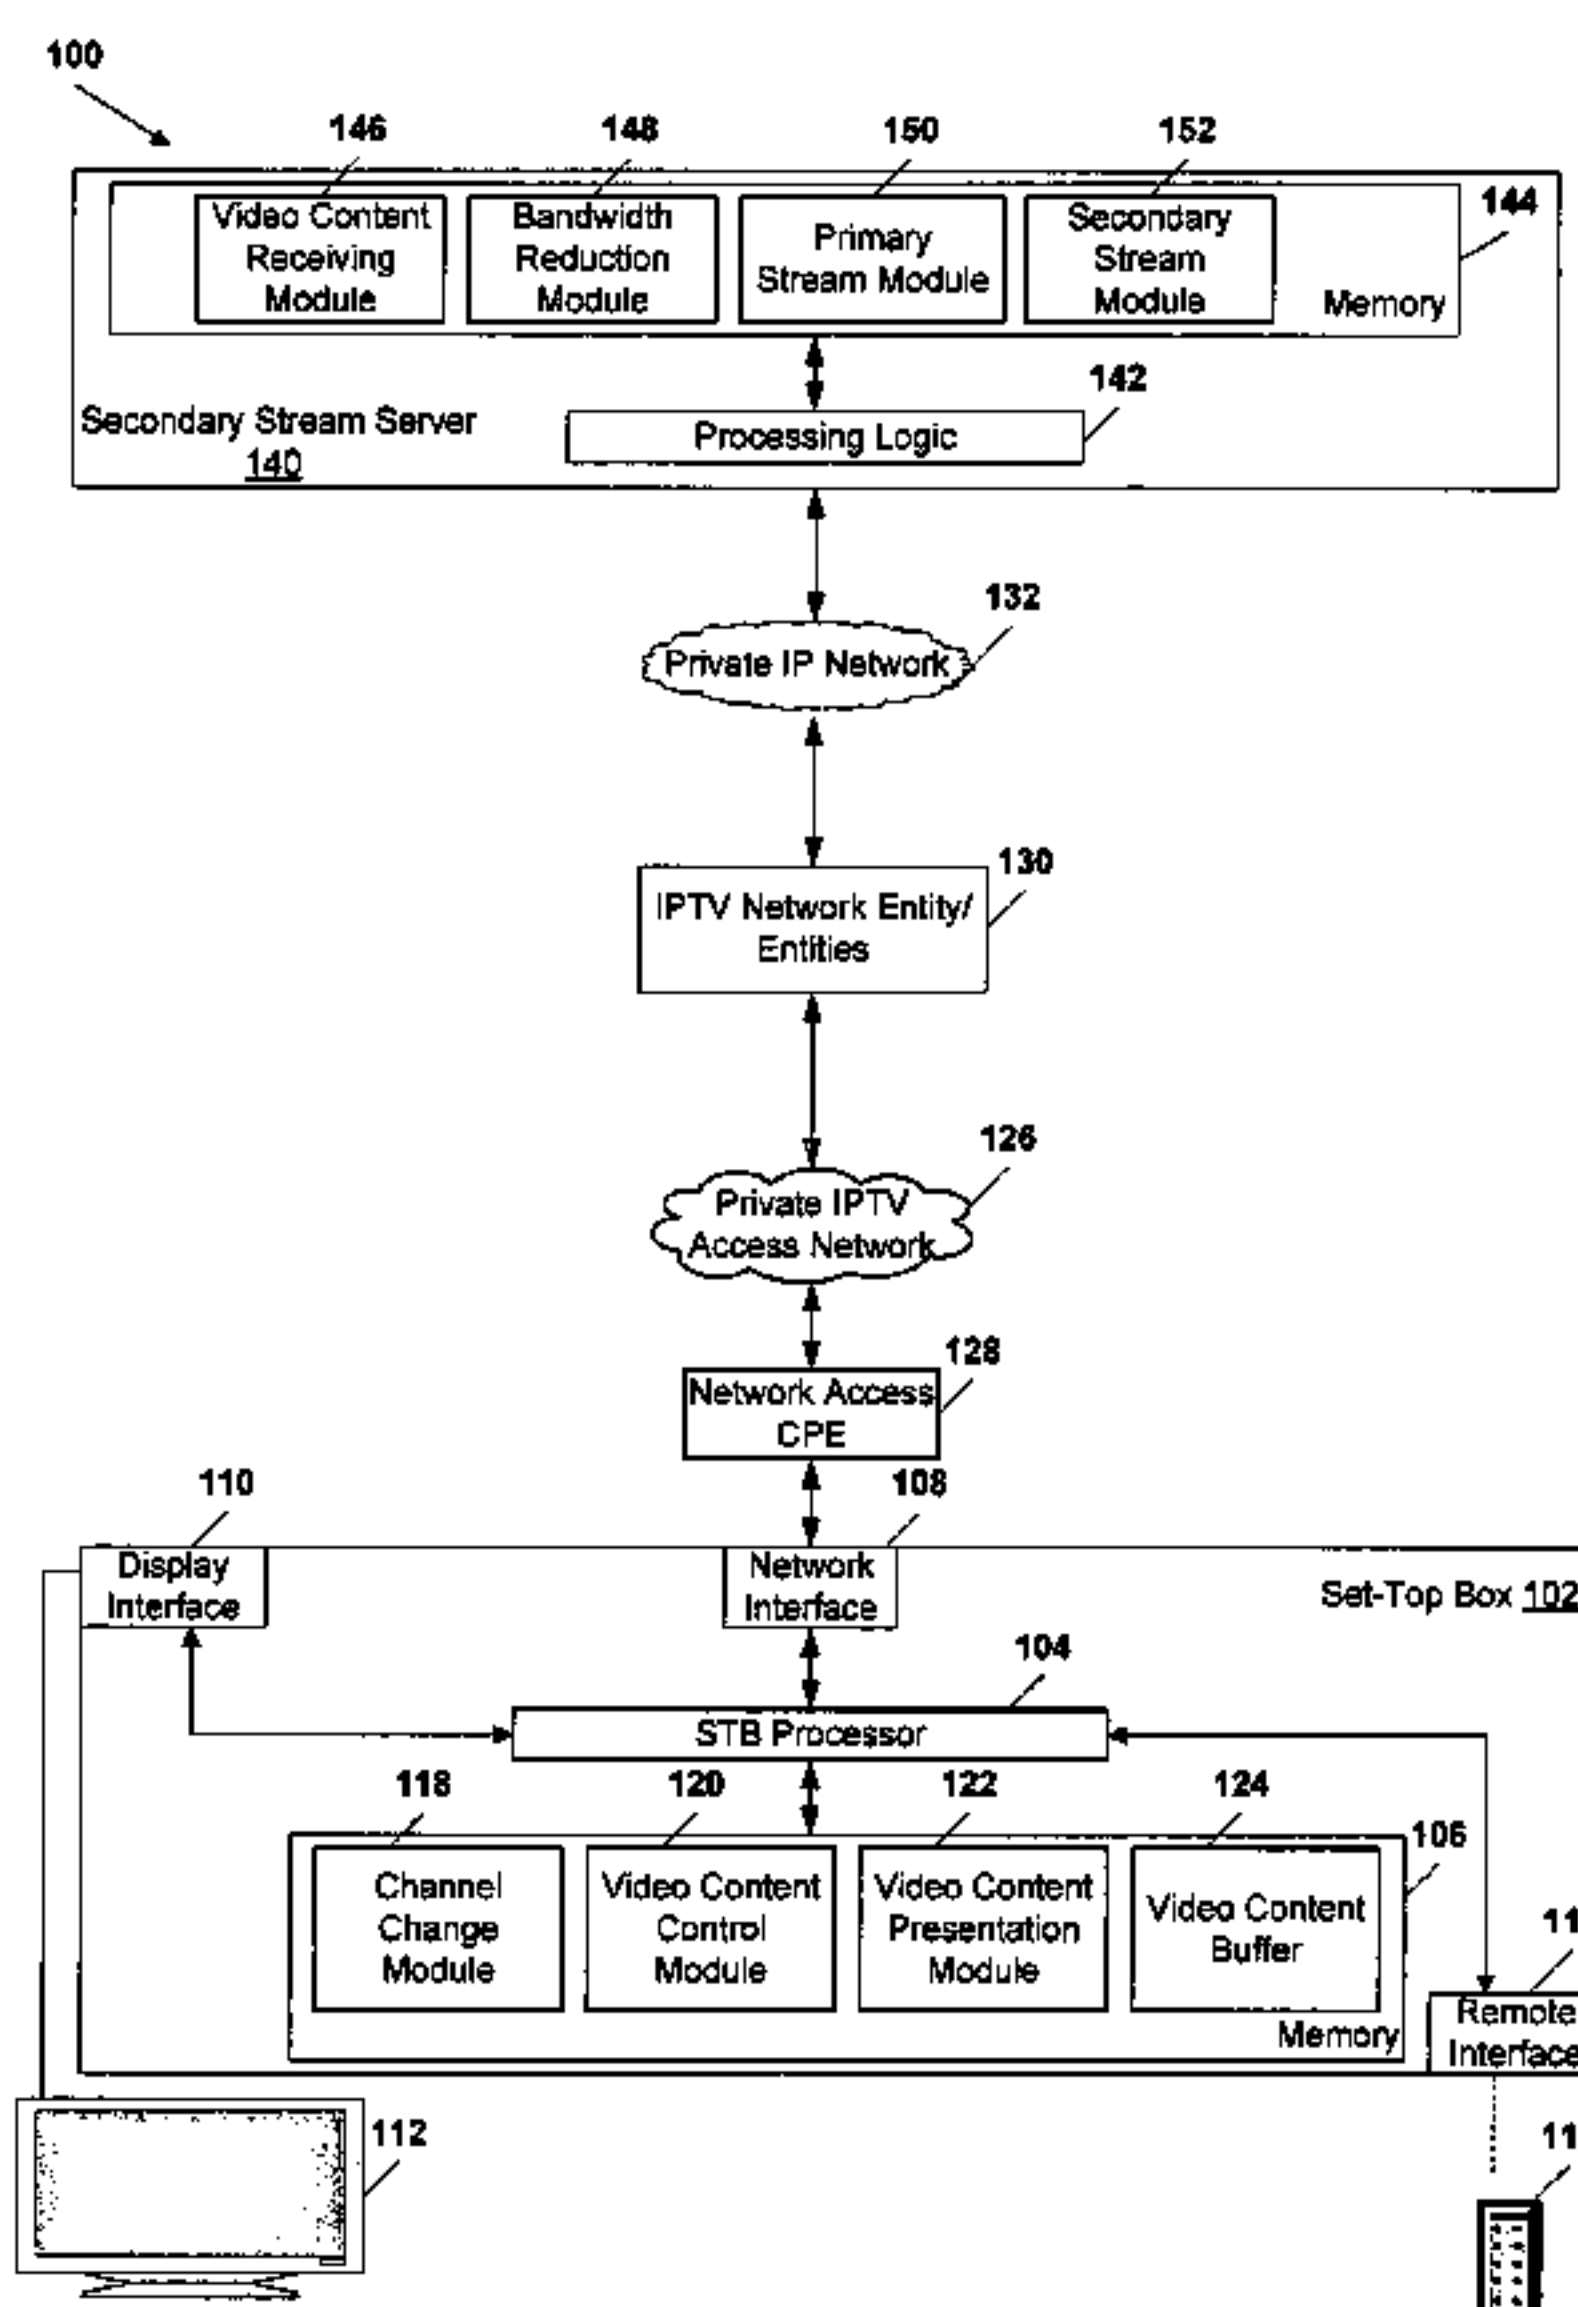 100
146
148
150
152
Video Content
Receiving
Module
Bandwidth
Reduction
Module
Primary
Stream Module
Secondary
Stream
Module
144
Memory
142
Secondary Stream Server
140
Processing Logic
132
Private IP Network
130
IPTV Network Entity/
Entities
126
Private IPTV
Access Network
128
Network Access
CPE
110
108
Display
Interface
Network
Interface
Set-Top Box 102
104
STB Processor
118
120
122
124
106
Channel
Change
Module
Video Content
Control
Module
Video Content
Presentation
Module
Video Content
Buffer
Memory
11
Remote
Interface
112
11